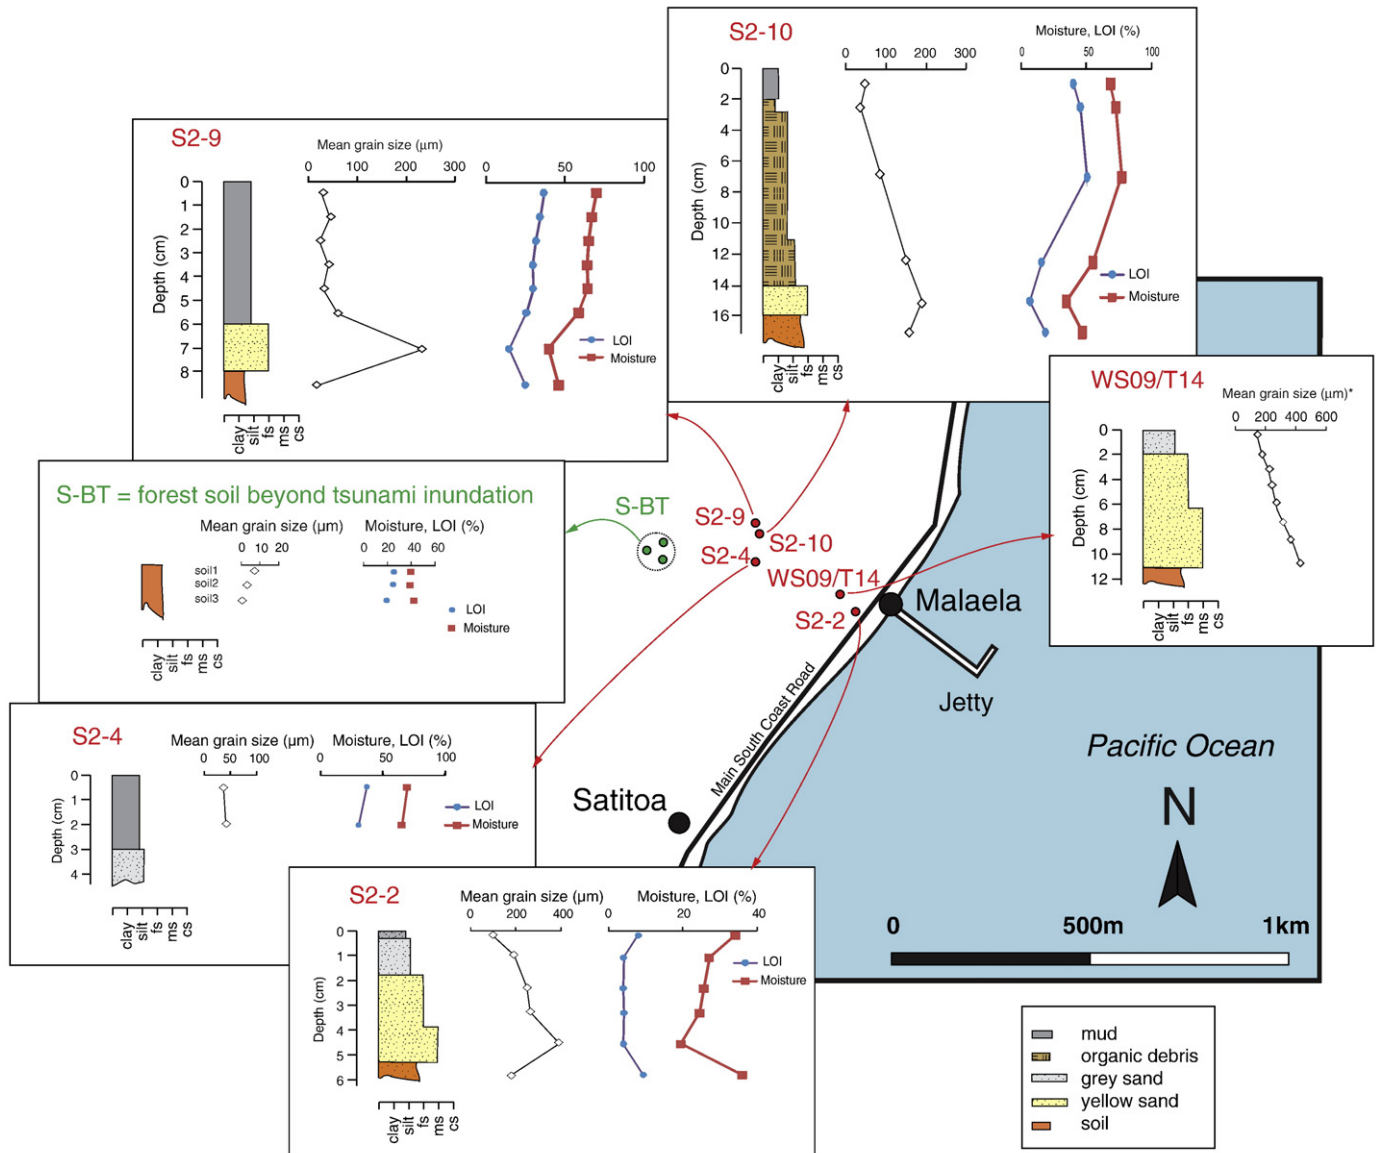 S2-10
Moisture, LOI (%)
0 100 200 300
0 50 100
0
2
4
6
8
10
12
14
16
Depth (cm)
LOI
Moisture
clay silt fs ms cs
S2-9
Mean grain size (μm)
0 100 200 300
0 50 100
0
1
2
3
4
5
6
7
8
Depth (cm)
LOI
Moisture
clay silt fs ms cs
WS09/T14
Mean grain size (μm)*
0 200 400 600
0
2
4
6
8
10
12
Depth (cm)
clay silt fs ms cs
S-BT = forest soil beyond tsunami inundation
Mean grain size (μm)
Moisture, LOI (%)
0 10 20
0 20 40 60
soil1
soil2
soil3
LOI
Moisture
clay silt fs ms cs
S-BT
S2-9
S2-10
S2-4
WS09/T14
S2-2
Malaela
Jetty
Main South Coast Road
Satitoa
Pacific Ocean
N
0 500m 1km
S2-4
Mean grain size (μm)
Moisture, LOI (%)
0 50 100
0 50 100
0
1
2
3
4
Depth (cm)
LOI
Moisture
clay silt fs ms cs
S2-2
Mean grain size (μm)
Moisture, LOI (%)
0 200 400
0 20 40
0
1
2
3
4
5
6
Depth (cm)
LOI
Moisture
clay silt fs ms cs
mud
organic debris
grey sand
yellow sand
soil